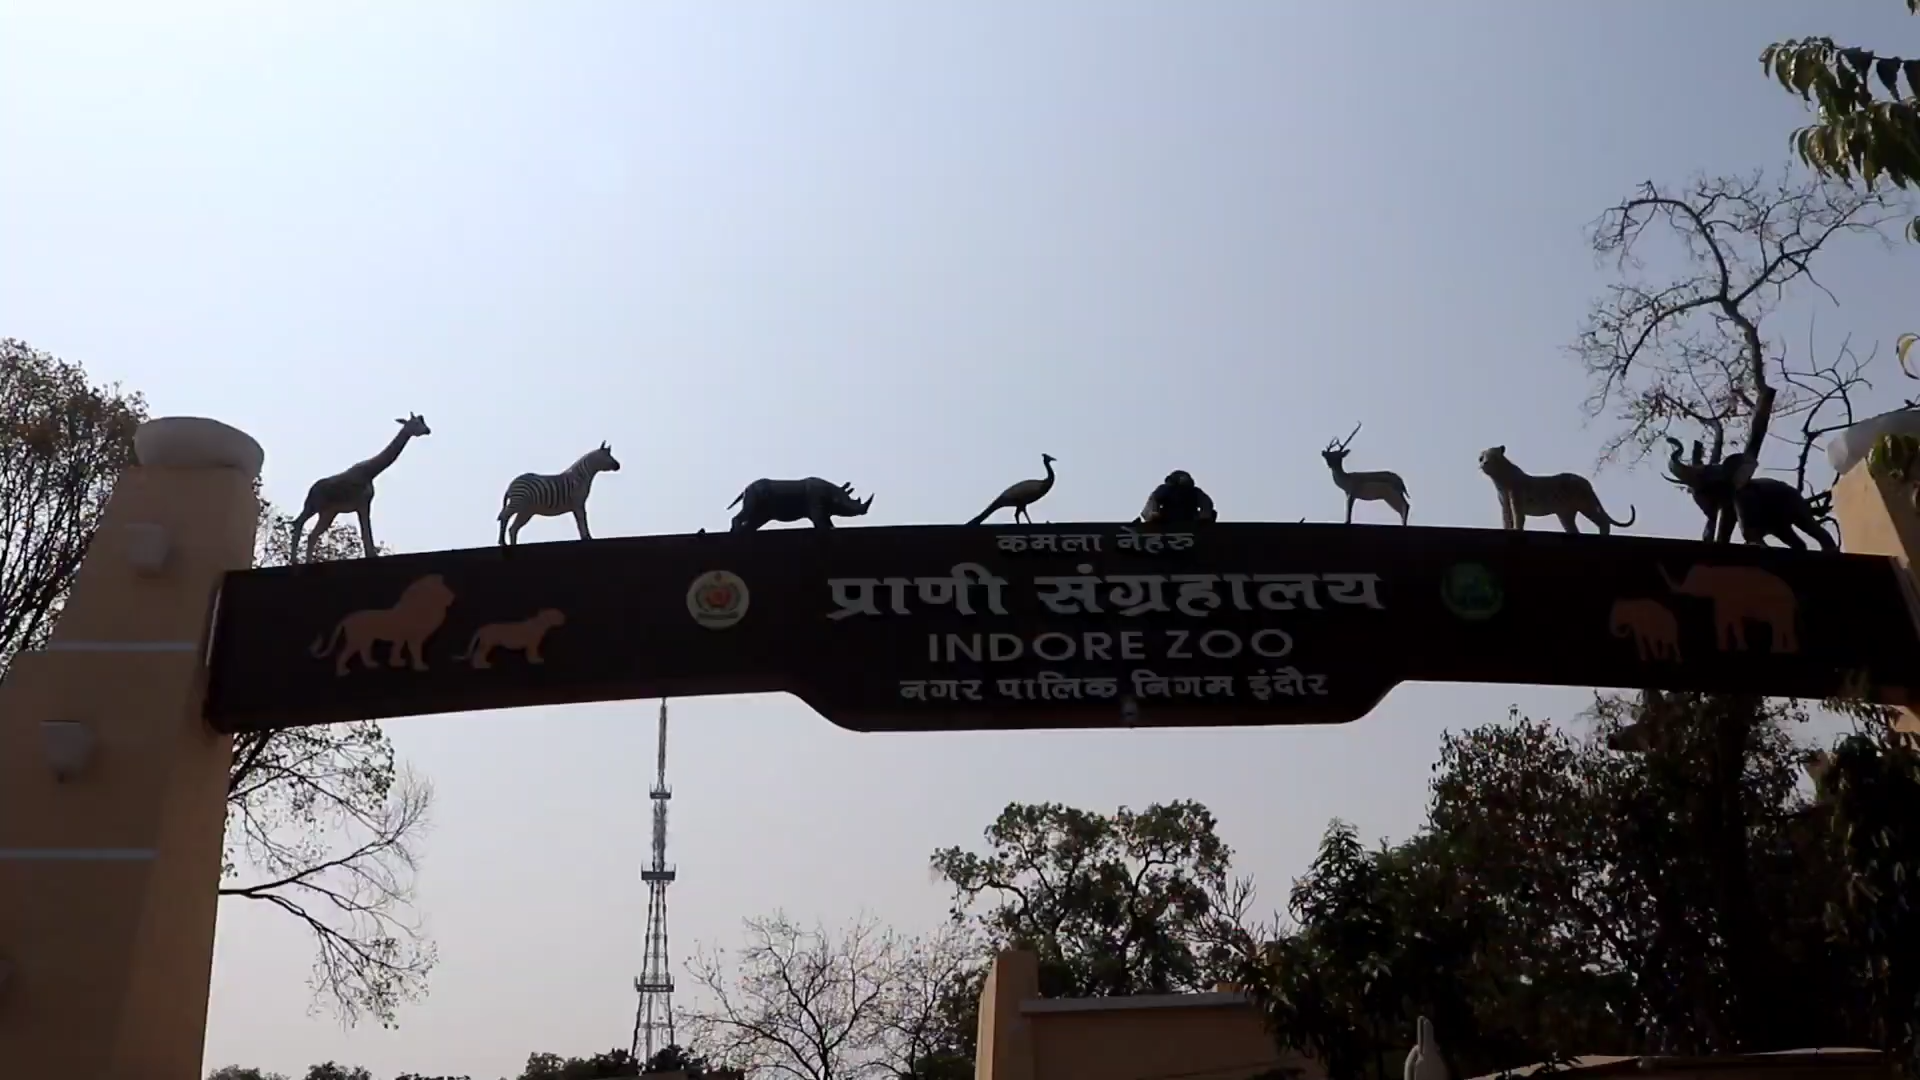 कमला नेहरु
प्राणी संग्रहालय
INDORE ZOO
नगर पालिक निगम इंदौर